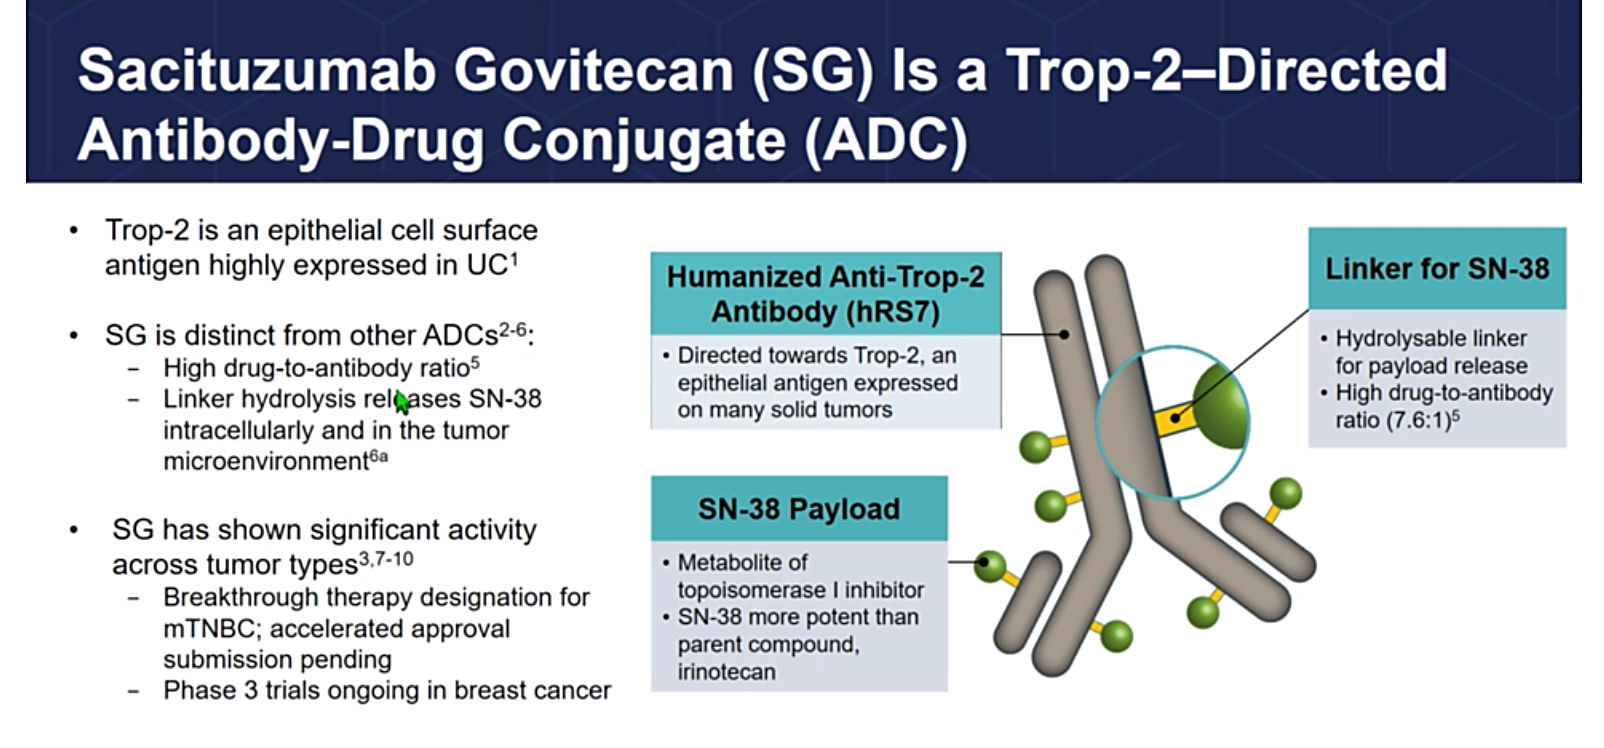 Sacituzumab Govitecan (SG) Is a Trop-2–Directed
Antibody-Drug Conjugate (ADC)
• Trop-2 is an epithelial cell surface
antigen highly expressed in UC¹
• SG is distinct from other ADCs²⁻⁶:
– High drug-to-antibody ratio⁵
– Linker hydrolysis releases SN-38
intracellularly and in the tumor
microenvironment⁶ᵃ
• SG has shown significant activity
across tumor types³,⁷⁻¹⁰
– Breakthrough therapy designation for
mTNBC; accelerated approval
submission pending
– Phase 3 trials ongoing in breast cancer
Humanized Anti-Trop-2
Antibody (hRS7)
• Directed towards Trop-2, an
epithelial antigen expressed
on many solid tumors
SN-38 Payload
• Metabolite of
topoisomerase I inhibitor
• SN-38 more potent than
parent compound,
irinotecan
Linker for SN-38
• Hydrolysable linker
for payload release
• High drug-to-antibody
ratio (7.6:1)⁵